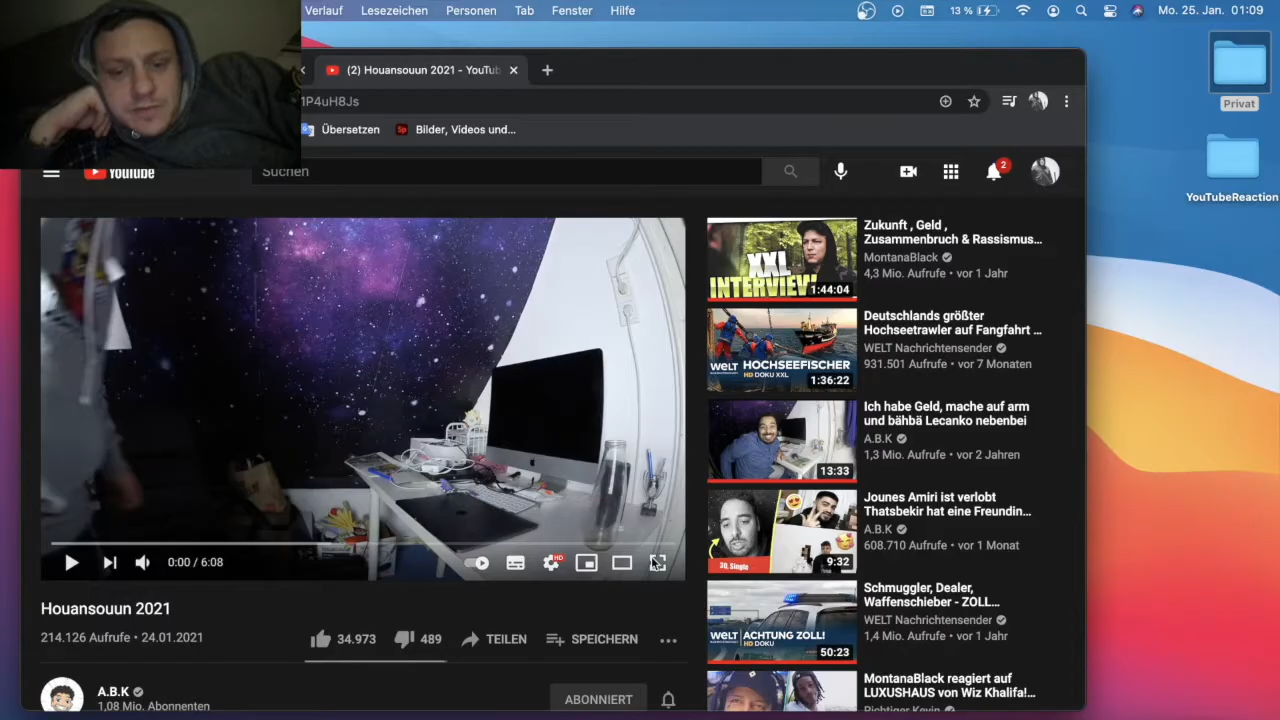 Verlauf Lesezeichen Personen Tab Fenster Hilfe
13 % Mo. 25. Jan. 01:09
(2) Houansouun 2021 - YouTub
1P4uH8Js
Übersetzen Sp Bilder, Videos und...
YouTube
Suchen
2
0:00 / 6:08
HD
Houansouun 2021
214.126 Aufrufe • 24.01.2021
34.973 489 TEILEN SPEICHERN
A.B.K
1,08 Mio. Abonnenten
ABONNIERT
XXL
INTERVIEW
1:44:04
Zukunft , Geld ,
Zusammenbruch & Rassismus...
MontanaBlack
4,3 Mio. Aufrufe • vor 1 Jahr
WELT HOCHSEEFISCHER
HD DOKU XXL
1:36:22
Deutschlands größter
Hochseetrawler auf Fangfahrt ...
WELT Nachrichtensender
931.501 Aufrufe • vor 7 Monaten
13:33
Ich habe Geld, mache auf arm
und bähbä Lecanko nebenbei
A.B.K
1,3 Mio. Aufrufe • vor 2 Jahren
30, Single
9:32
Jounes Amiri ist verlobt
Thatsbekir hat eine Freundin...
A.B.K
608.710 Aufrufe • vor 1 Monat
WELT ACHTUNG ZOLL!
HD DOKU
50:23
Schmuggler, Dealer,
Waffenschieber - ZOLL...
WELT Nachrichtensender
1,4 Mio. Aufrufe • vor 1 Jahr
MontanaBlack reagiert auf
LUXUSHAUS von Wiz Khalifa!...
Richtiger Kevin
Privat
YouTubeReaction